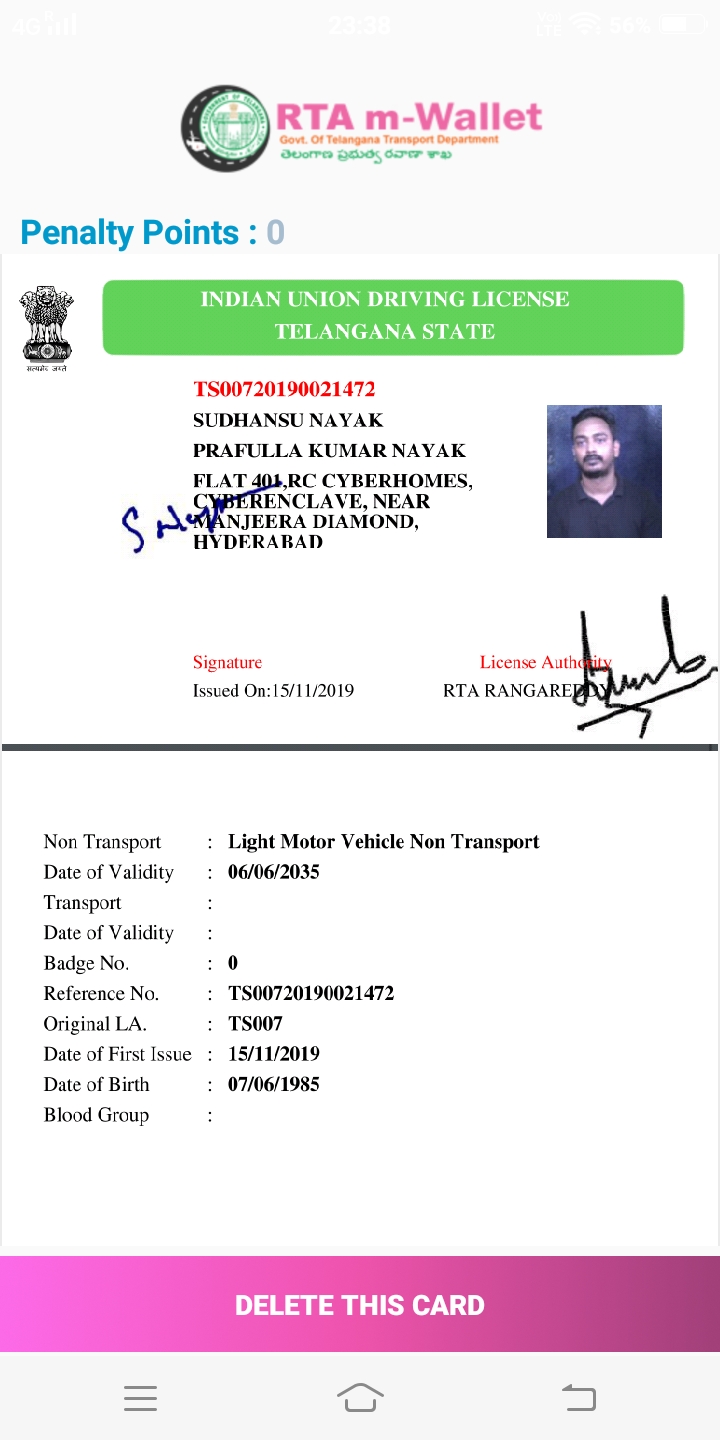 4G
23:38
56%
RTA m-Wallet
Govt. Of Telangana Transport Department
తెలంగాణ ప్రభుత్వ రవాణా శాఖ
Penalty Points : 0
INDIAN UNION DRIVING LICENSE
TELANGANA STATE
सत्यमेव जयते
TS00720190021472
SUDHANSU NAYAK
PRAFULLA KUMAR NAYAK
FLAT 401,RC CYBERHOMES,
CYBERENCLAVE, NEAR
MANJEERA DIAMOND,
HYDERABAD
Signature
License Authority
Issued On:15/11/2019
RTA RANGAREDDY
Non Transport : Light Motor Vehicle Non Transport
Date of Validity : 06/06/2035
Transport :
Date of Validity :
Badge No. : 0
Reference No. : TS00720190021472
Original LA. : TS007
Date of First Issue : 15/11/2019
Date of Birth : 07/06/1985
Blood Group :
DELETE THIS CARD